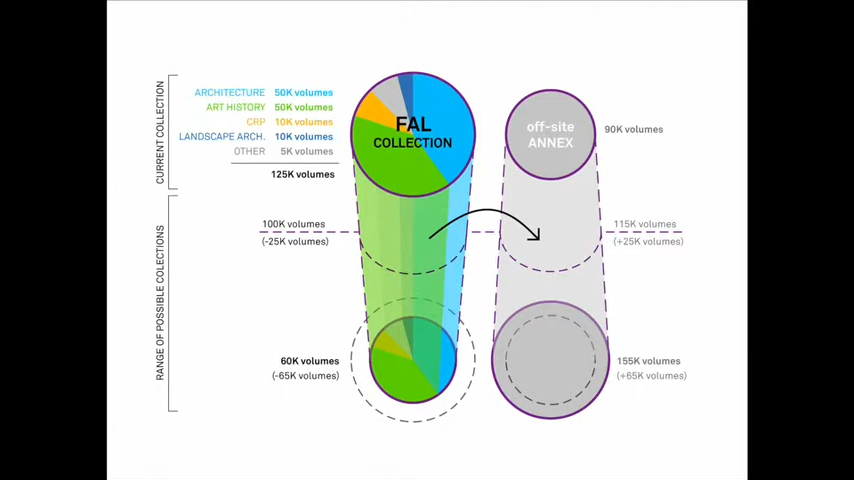 CURRENT COLLECTION
ARCHITECTURE 50K volumes
ART HISTORY 50K volumes
CRP 10K volumes
LANDSCAPE ARCH. 10K volumes
OTHER 5K volumes
125K volumes
FAL
COLLECTION
off-site
ANNEX
90K volumes
RANGE OF POSSIBLE COLECTIONS
100K volumes
(-25K volumes)
115K volumes
(+25K volumes)
60K volumes
(-65K volumes)
155K volumes
(+65K volumes)